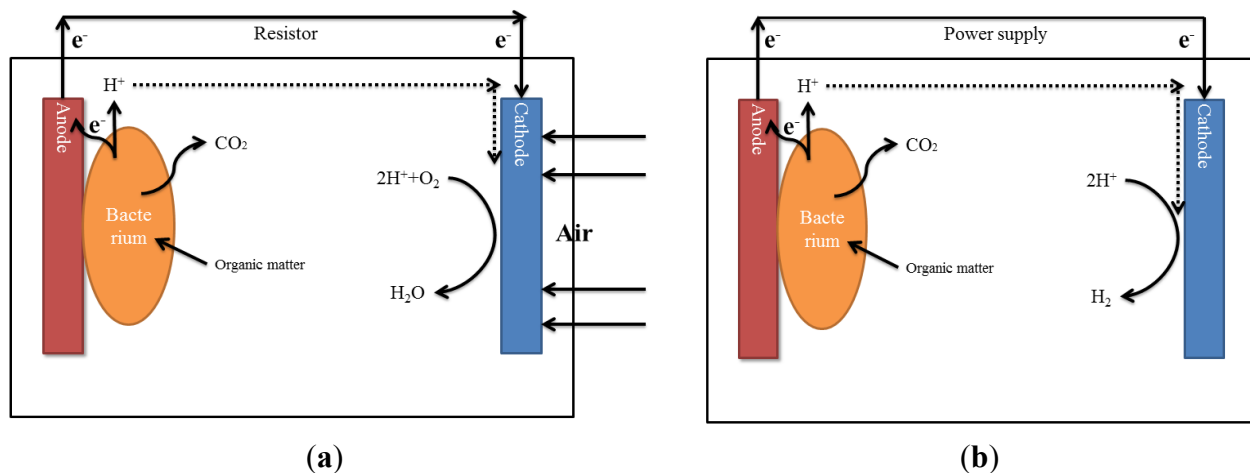 Resistor
e⁻
e⁻
H⁺
Anode
e⁻
CO₂
Bacte
rium
Organic matter
Cathode
2H⁺+O₂
Air
H₂O
(a)
Power supply
e⁻
e⁻
H⁺
Anode
e⁻
CO₂
Bacte
rium
Organic matter
Cathode
2H⁺
H₂
(b)